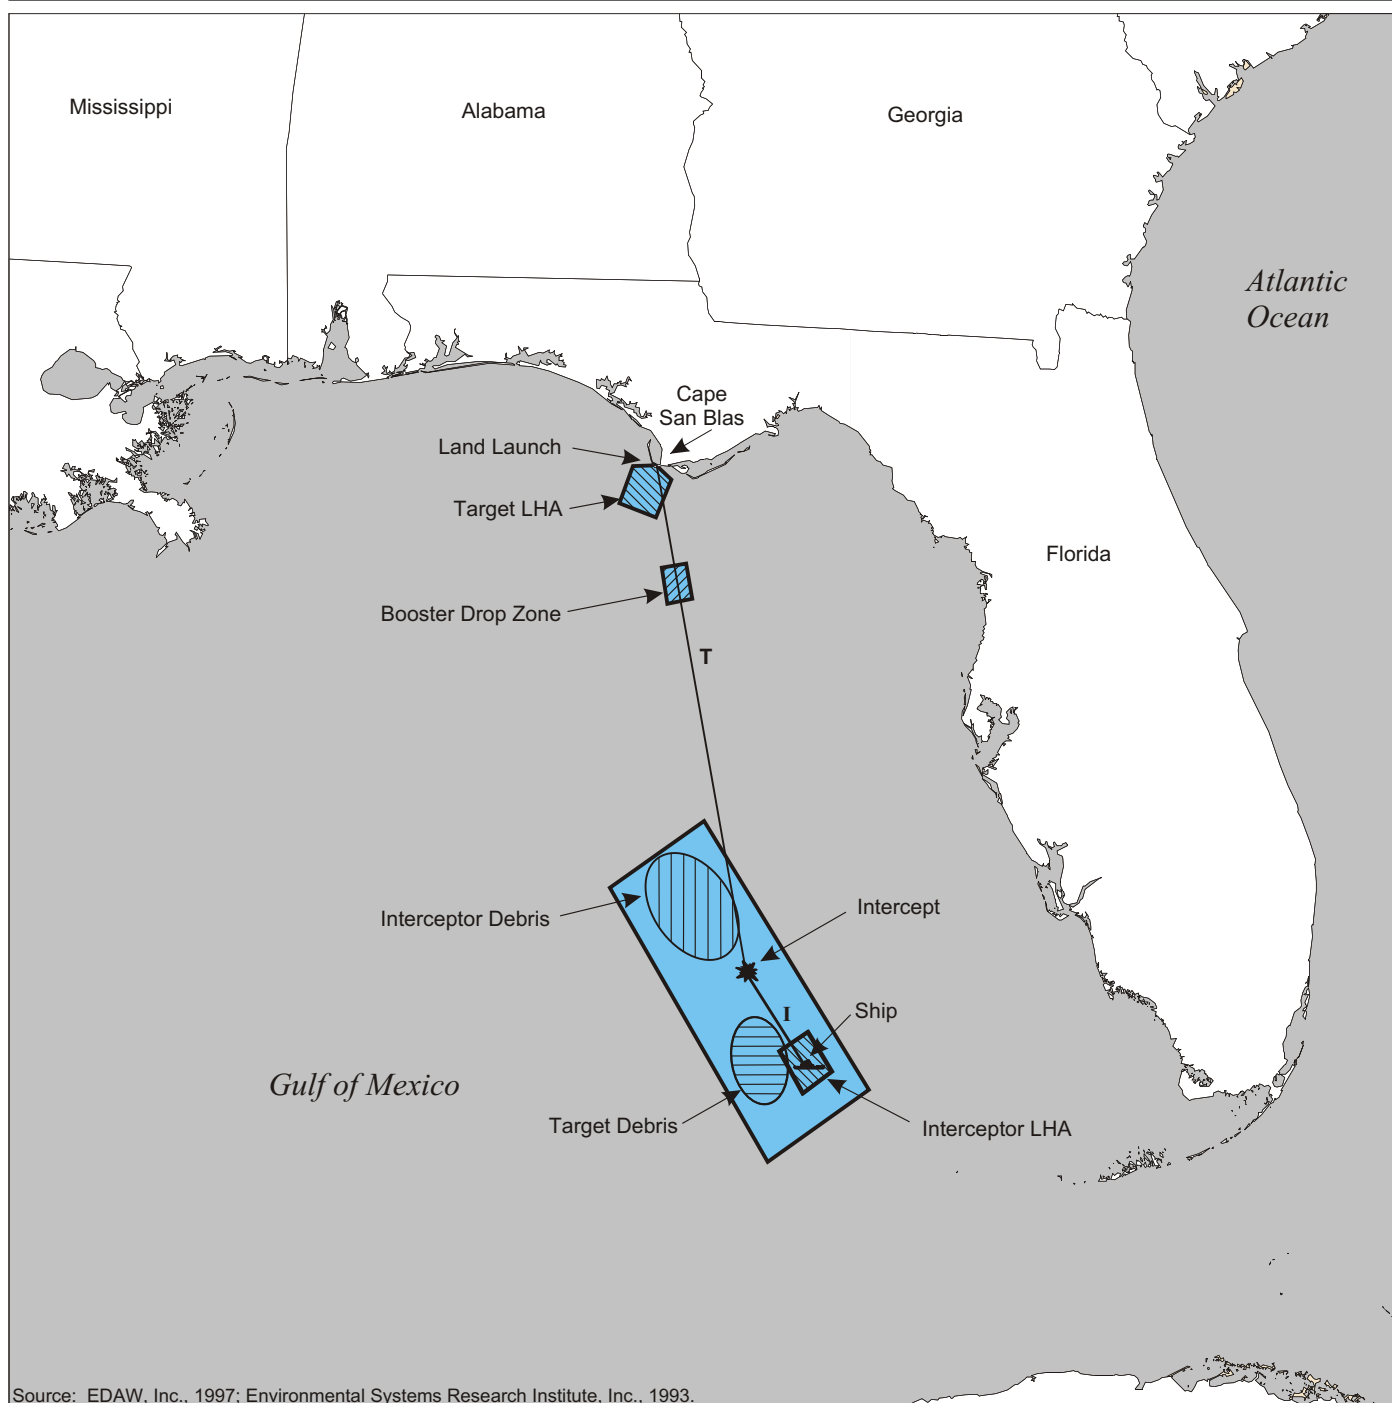 Mississippi
Alabama
Georgia
Atlantic
Ocean
Cape
San Blas
Land Launch
Target LHA
Florida
Booster Drop Zone
T
Intercept
Interceptor Debris
Ship
I
Gulf of Mexico
Target Debris
Interceptor LHA
Source: EDAW, Inc., 1997; Environmental Systems Research Institute, Inc., 1993.